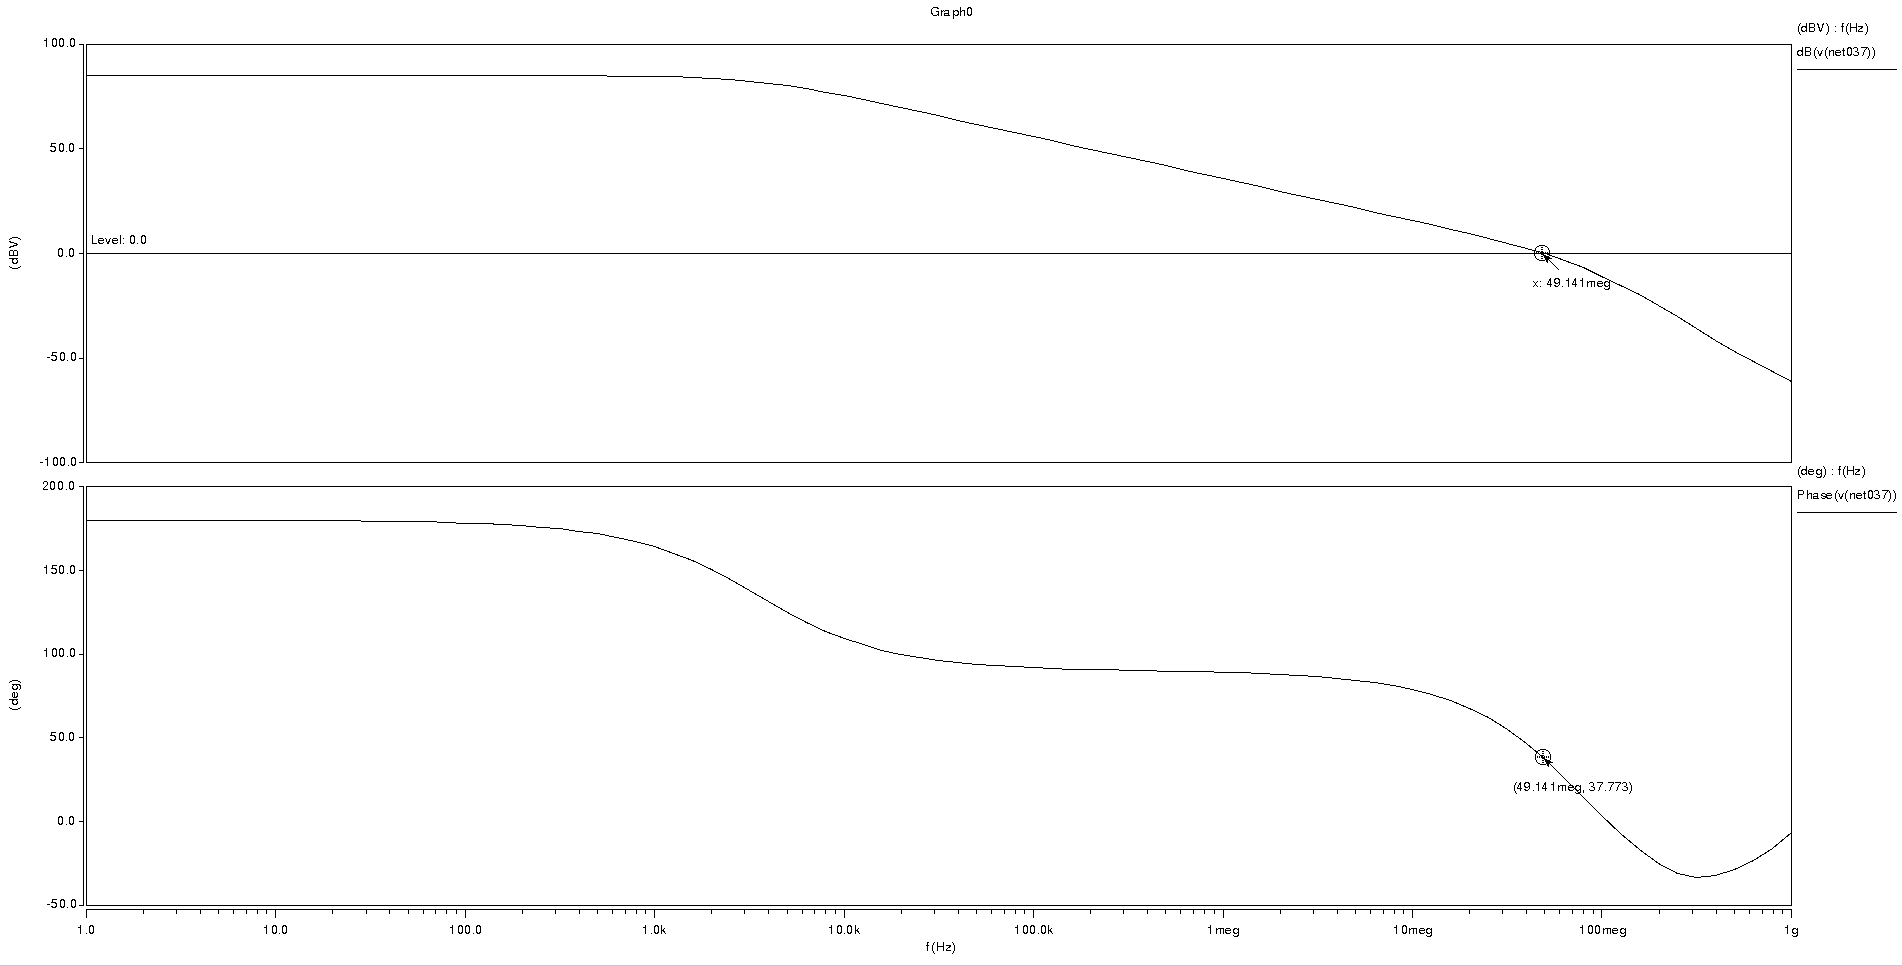 Graph0
(dBV) : f(Hz)
dB(v(net037))
100.0
50.0
0.0
-50.0
-100.0
(dBV)
Level: 0.0
x: 49.141meg
(deg) : f(Hz)
Phase(v(net037))
200.0
150.0
100.0
50.0
0.0
-50.0
(deg)
(49.141meg, 37.773)
1.0 10.0 100.0 1.0k 10.0k 100.0k 1meg 10meg 100meg 1g
f(Hz)